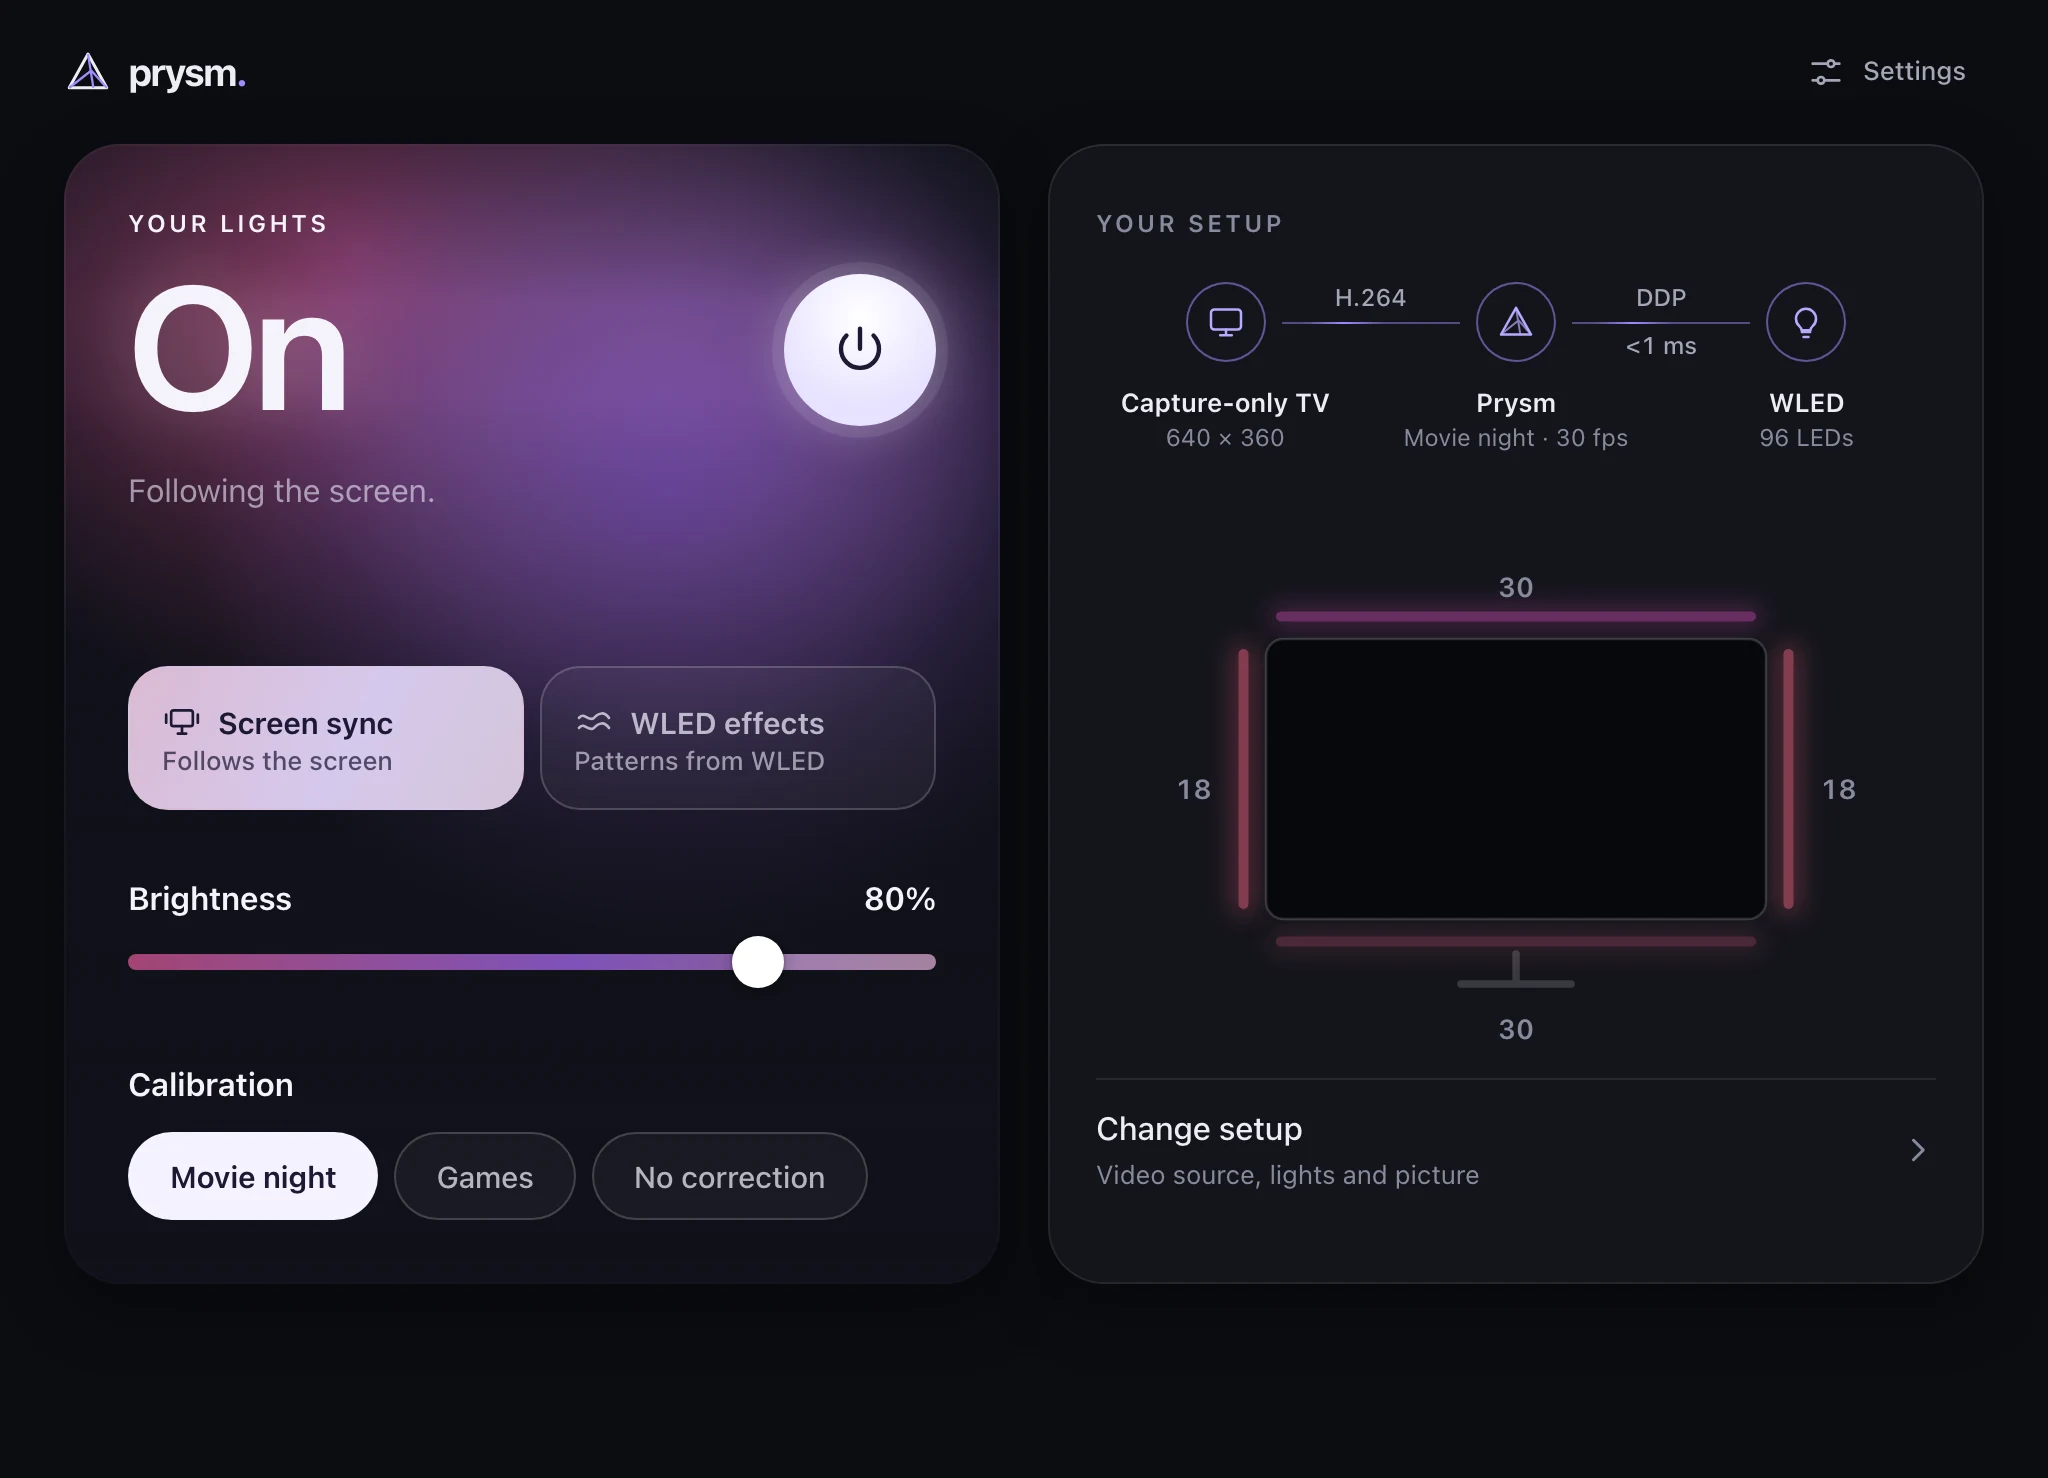 prysm.
Settings
YOUR LIGHTS
On
Following the screen.
Screen sync
Follows the screen
WLED effects
Patterns from WLED
Brightness
80%
Calibration
Movie night
Games
No correction
YOUR SETUP
H.264
DDP
<1 ms
Capture-only TV
640 × 360
Prysm
Movie night · 30 fps
WLED
96 LEDs
30
18
18
30
Change setup
Video source, lights and picture